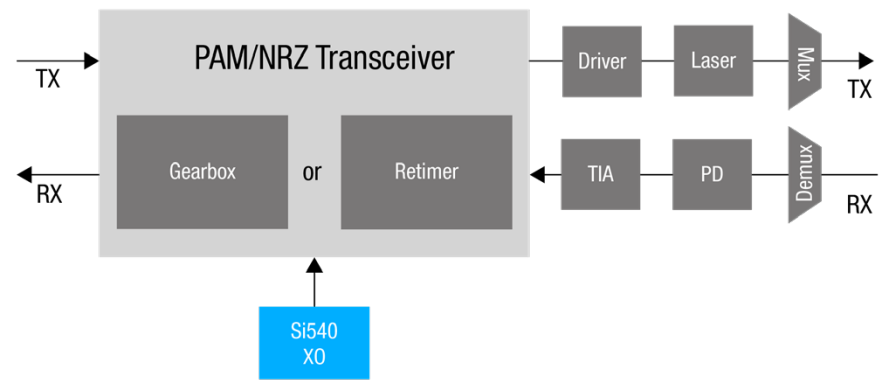 PAM/NRZ Transceiver
TX
Driver
Laser
Mux
TX
Gearbox
or
Retimer
RX
TIA
PD
Demux
RX
Si540
XO